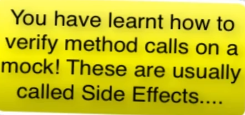 You have learnt how to
verify method calls on a
mock! These are usually
called Side Effects....